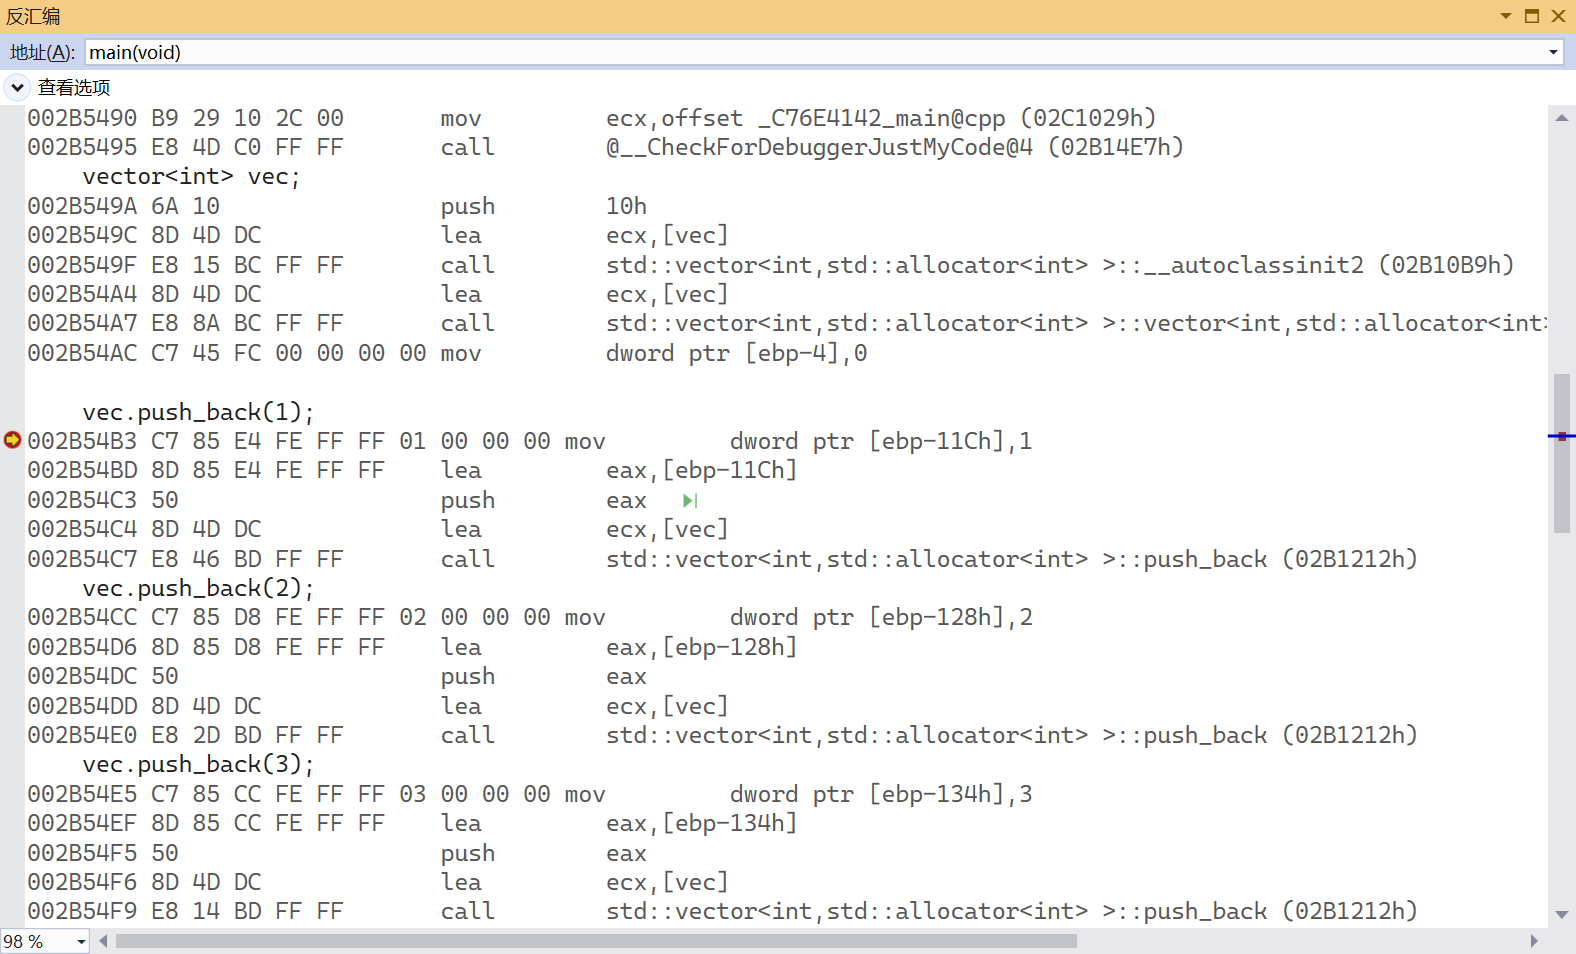 反汇编
地址(A): main(void)
查看选项
002B5490 B9 29 10 2C 00 mov ecx,offset _C76E4142_main@cpp (02C1029h)
002B5495 E8 4D C0 FF FF call @__CheckForDebuggerJustMyCode@4 (02B14E7h)
vector<int> vec;
002B549A 6A 10 push 10h
002B549C 8D 4D DC lea ecx,[vec]
002B549F E8 15 BC FF FF call std::vector<int,std::allocator<int> >::__autoclassinit2 (02B10B9h)
002B54A4 8D 4D DC lea ecx,[vec]
002B54A7 E8 8A BC FF FF call std::vector<int,std::allocator<int> >::vector<int,std::allocator<int>
002B54AC C7 45 FC 00 00 00 00 mov dword ptr [ebp-4],0
vec.push_back(1);
002B54B3 C7 85 E4 FE FF FF 01 00 00 00 mov dword ptr [ebp-11Ch],1
002B54BD 8D 85 E4 FE FF FF lea eax,[ebp-11Ch]
002B54C3 50 push eax
002B54C4 8D 4D DC lea ecx,[vec]
002B54C7 E8 46 BD FF FF call std::vector<int,std::allocator<int> >::push_back (02B1212h)
vec.push_back(2);
002B54CC C7 85 D8 FE FF FF 02 00 00 00 mov dword ptr [ebp-128h],2
002B54D6 8D 85 D8 FE FF FF lea eax,[ebp-128h]
002B54DC 50 push eax
002B54DD 8D 4D DC lea ecx,[vec]
002B54E0 E8 2D BD FF FF call std::vector<int,std::allocator<int> >::push_back (02B1212h)
vec.push_back(3);
002B54E5 C7 85 CC FE FF FF 03 00 00 00 mov dword ptr [ebp-134h],3
002B54EF 8D 85 CC FE FF FF lea eax,[ebp-134h]
002B54F5 50 push eax
002B54F6 8D 4D DC lea ecx,[vec]
002B54F9 E8 14 BD FF FF call std::vector<int,std::allocator<int> >::push_back (02B1212h)
98 %